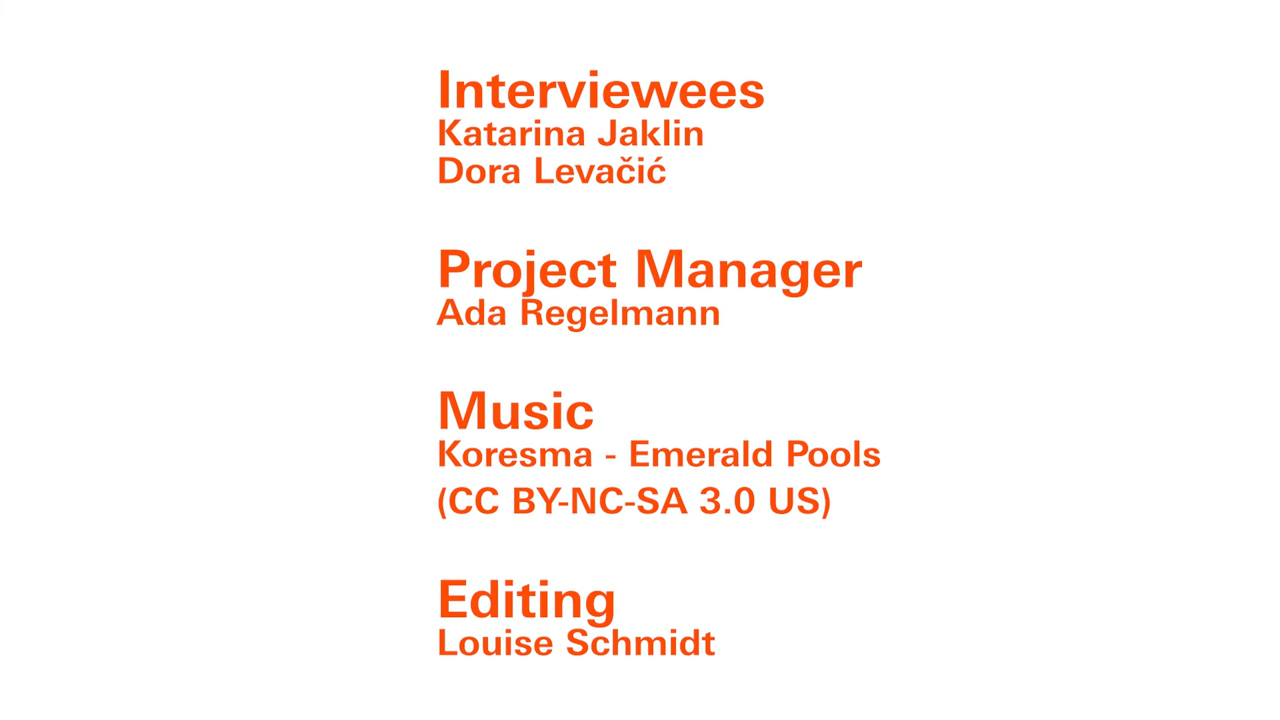 Interviewees
Katarina Jaklin
Dora Levačić
Project Manager
Ada Regelmann
Music
Koresma - Emerald Pools
(CC BY-NC-SA 3.0 US)
Editing
Louise Schmidt